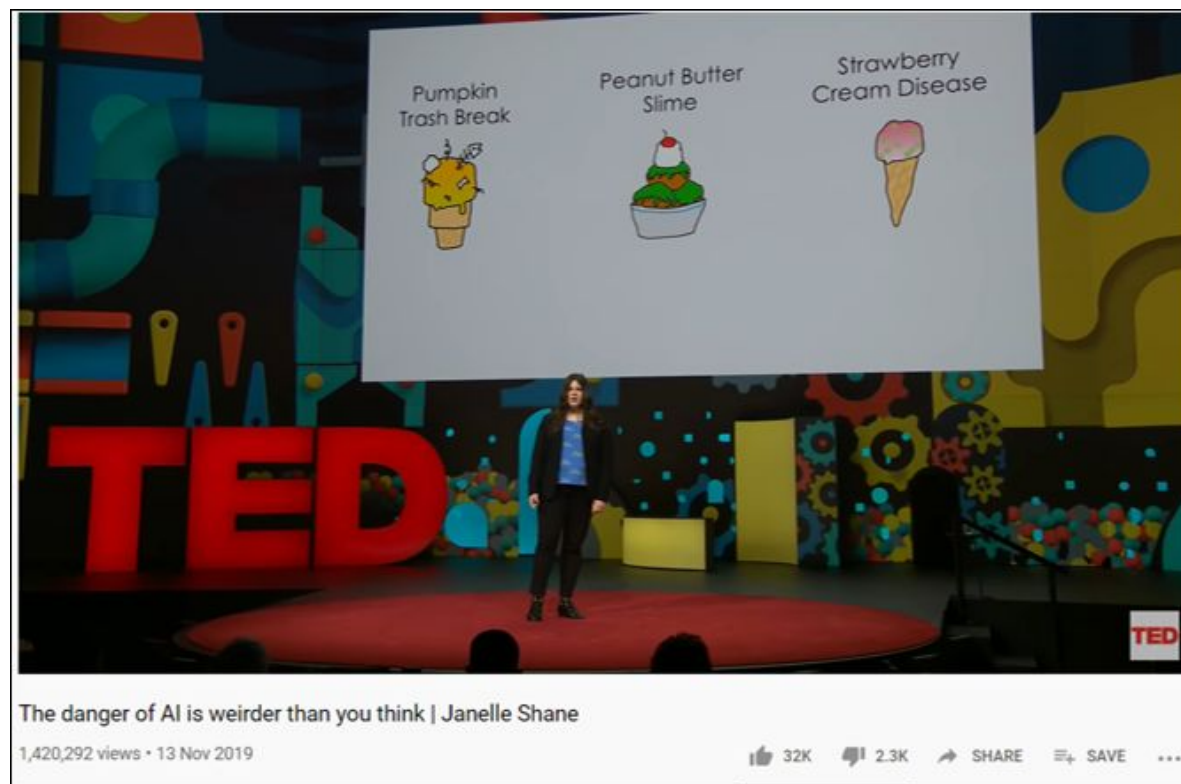 Pumpkin
Trash Break
Peanut Butter
Slime
Strawberry
Cream Disease
TED
TED
The danger of AI is weirder than you think | Janelle Shane
1,420,292 views • 13 Nov 2019
32K
2.3K
SHARE
SAVE